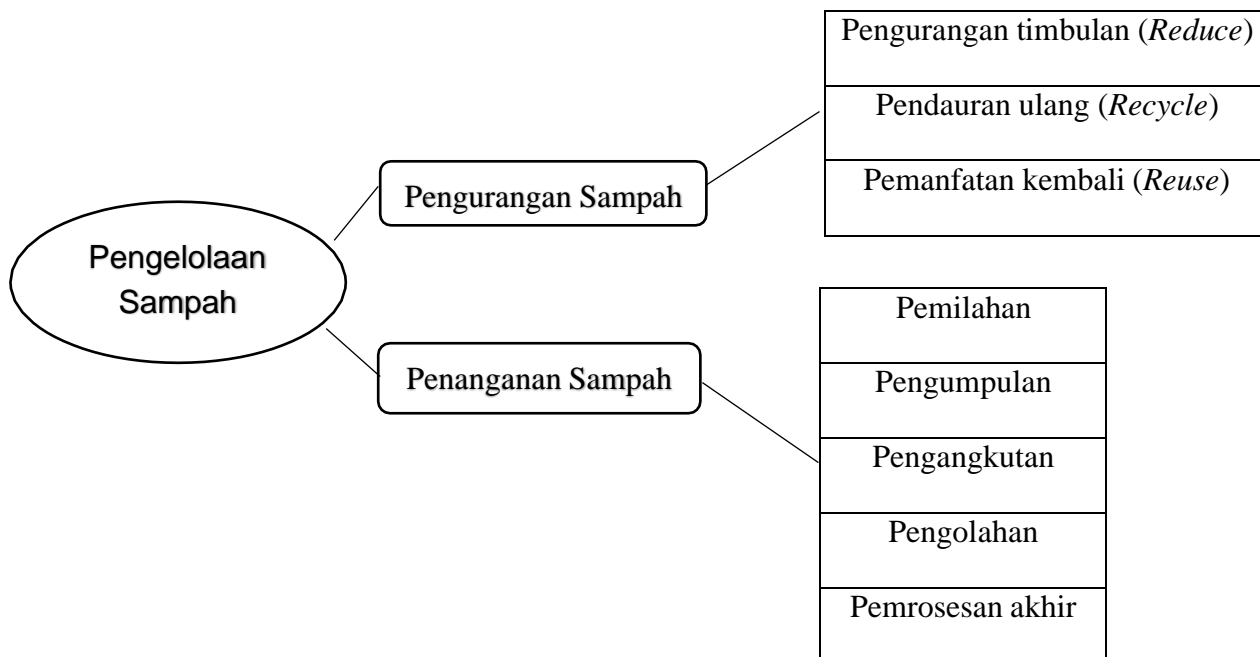 Pengelolaan
Sampah
Pengurangan Sampah
Pengurangan timbulan (Reduce)
Pendauran ulang (Recycle)
Pemanfatan kembali (Reuse)
Penanganan Sampah
Pemilahan
Pengumpulan
Pengangkutan
Pengolahan
Pemrosesan akhir